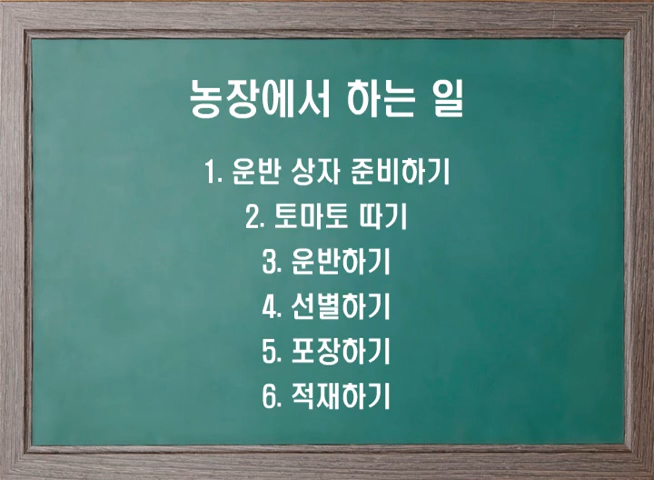 농장에서 하는 일
1. 운반 상자 준비하기
2. 토마토 따기
3. 운반하기
4. 선별하기
5. 포장하기
6. 적재하기